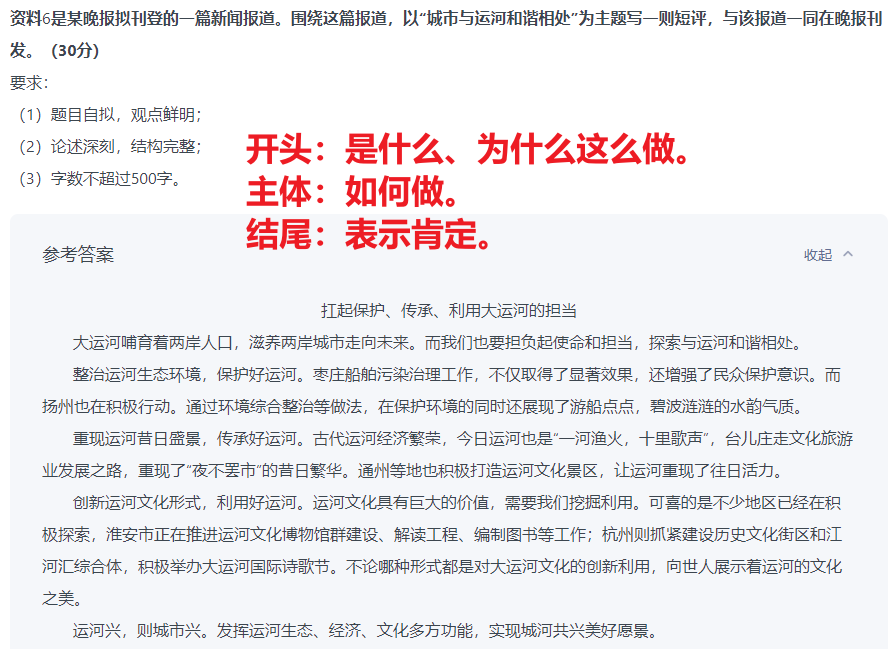 资料6是某晚报拟刊登的一篇新闻报道。围绕这篇报道，以“城市与运河和谐相处”为主题写一则短评，与该报道一同在晚报刊
发。（30分）
要求：
（1）题目自拟，观点鲜明；
（2）论述深刻，结构完整；
（3）字数不超过500字。
开头：是什么、为什么这么做。
主体：如何做。
结尾：表示肯定。
参考答案
收起
扛起保护、传承、利用大运河的担当
大运河哺育着两岸人口，滋养两岸城市走向未来。而我们也要担负起使命和担当，探索与运河和谐相处。
整治运河生态环境，保护好运河。枣庄船舶污染治理工作，不仅取得了显著效果，还增强了民众保护意识。而
扬州也在积极行动。通过环境综合整治等做法，在保护环境的同时还展现了游船点点，碧波涟涟的水韵气质。
重现运河昔日盛景，传承好运河。古代运河经济繁荣，今日运河也是“一河渔火，十里歌声”，台儿庄走文化旅游
业发展之路，重现了“夜不罢市”的昔日繁华。通州等地也积极打造运河文化景区，让运河重现了往日活力。
创新运河文化形式，利用好运河。运河文化具有巨大的价值，需要我们挖掘利用。可喜的是不少地区已经在积
极探索，淮安市正在推进运河文化博物馆群建设、解读工程、编制图书等工作；杭州则抓紧建设历史文化街区和江
河汇综合体，积极举办大运河国际诗歌节。不论哪种形式都是对大运河文化的创新利用，向世人展示着运河的文化
之美。
运河兴，则城市兴。发挥运河生态、经济、文化多方功能，实现城河共兴美好愿景。